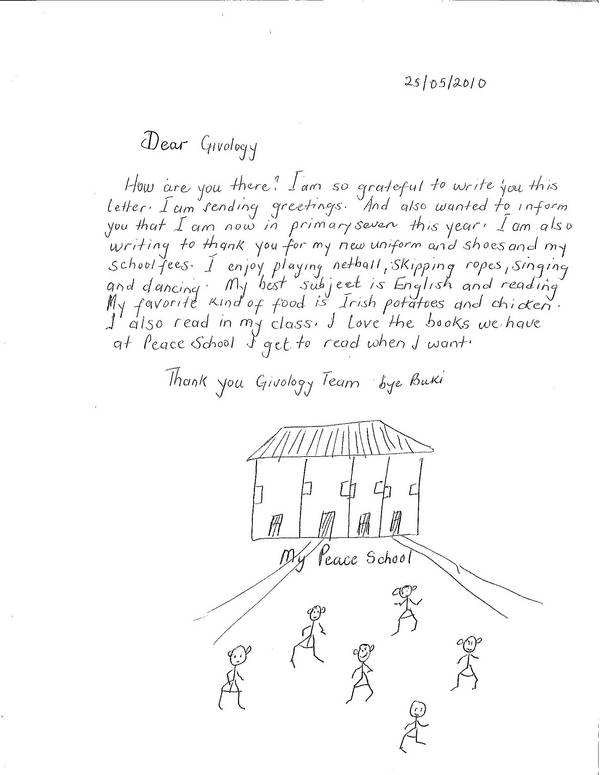 25/05/2010
Dear Givology
How are you there? I am so grateful to write you this
letter. I am sending greetings. And also wanted to inform
you that I am now in primary seven this year. I am also
writing to thank you for my new uniform and shoes and my
school fees. I enjoy playing netball, skipping ropes, singing
and dancing. My best subject is English and reading
My favorite kind of food is Irish potatoes and chicken.
I also read in my class. I love the books we have
at Peace School I get to read when I want.
Thank you Givology Team bye Buki
My Peace School